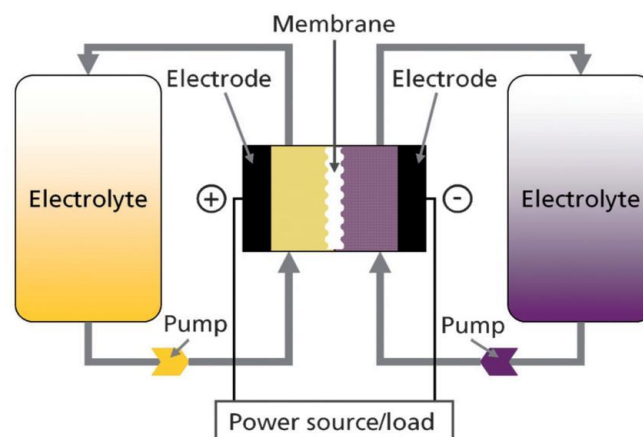 Membrane
Electrode
Electrode
Electrolyte
+
-
Electrolyte
Pump
Pump
Power source/load